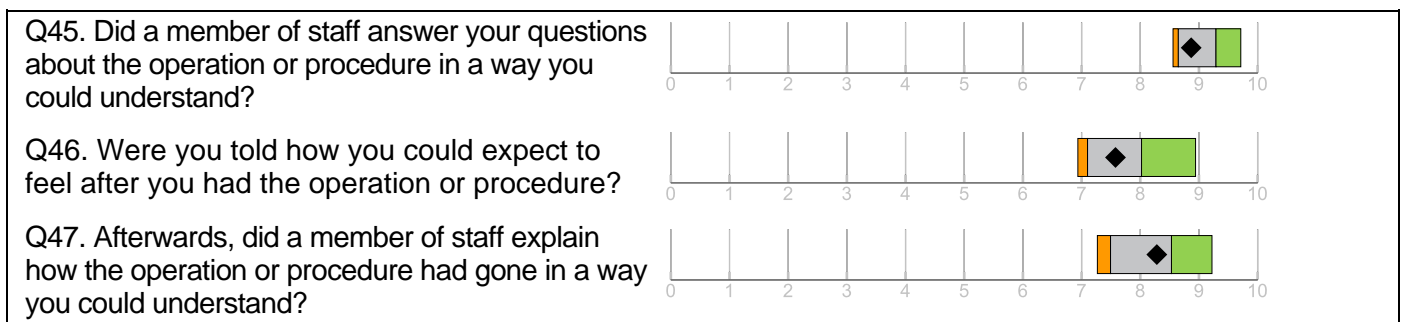 Q45. Did a member of staff answer your questions
about the operation or procedure in a way you
could understand?
0 1 2 3 4 5 6 7 8 9 10
Q46. Were you told how you could expect to
feel after you had the operation or procedure?
0 1 2 3 4 5 6 7 8 9 10
Q47. Afterwards, did a member of staff explain
how the operation or procedure had gone in a way
you could understand?
0 1 2 3 4 5 6 7 8 9 10